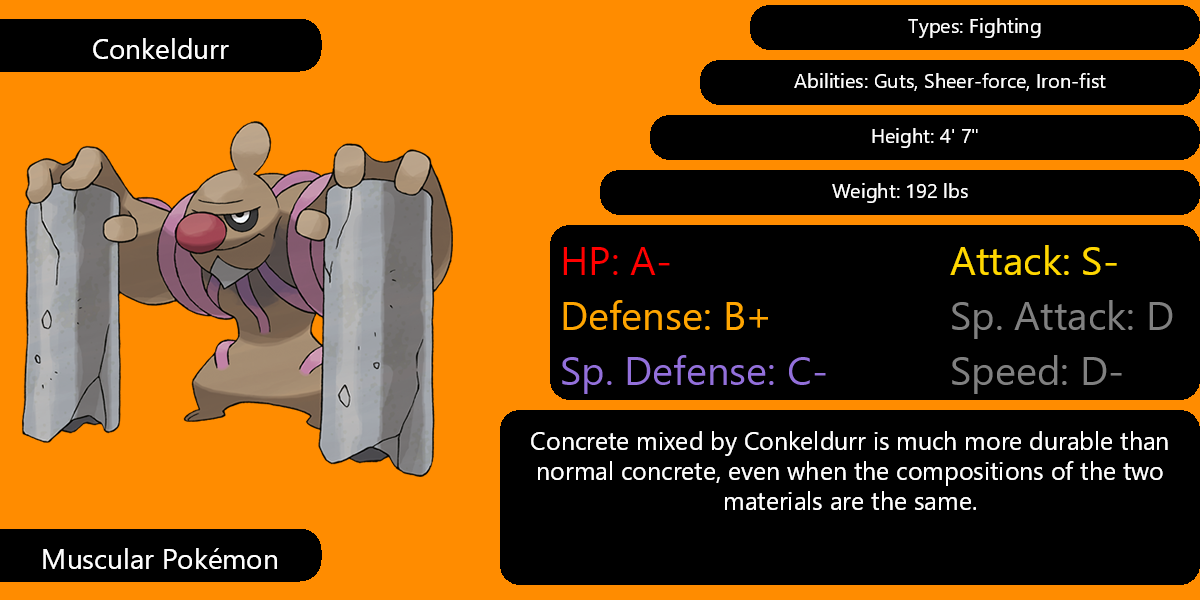 Conkeldurr
Types: Fighting
Abilities: Guts, Sheer-force, Iron-fist
Height: 4' 7"
Weight: 192 lbs
HP: A-
Attack: S-
Defense: B+
Sp. Attack: D
Sp. Defense: C-
Speed: D-
Concrete mixed by Conkeldurr is much more durable than
normal concrete, even when the compositions of the two
materials are the same.
Muscular Pokémon